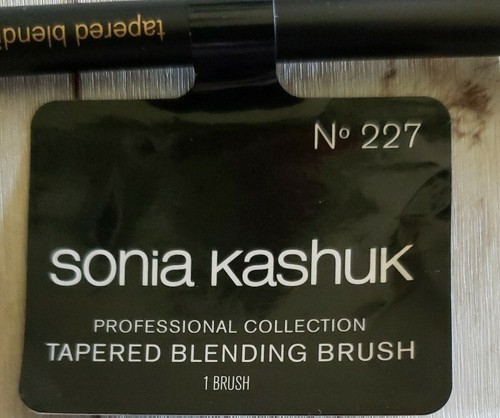 tapered blendi
Nº 227
sonia kashuk
PROFESSIONAL COLLECTION
TAPERED BLENDING BRUSH
1 BRUSH